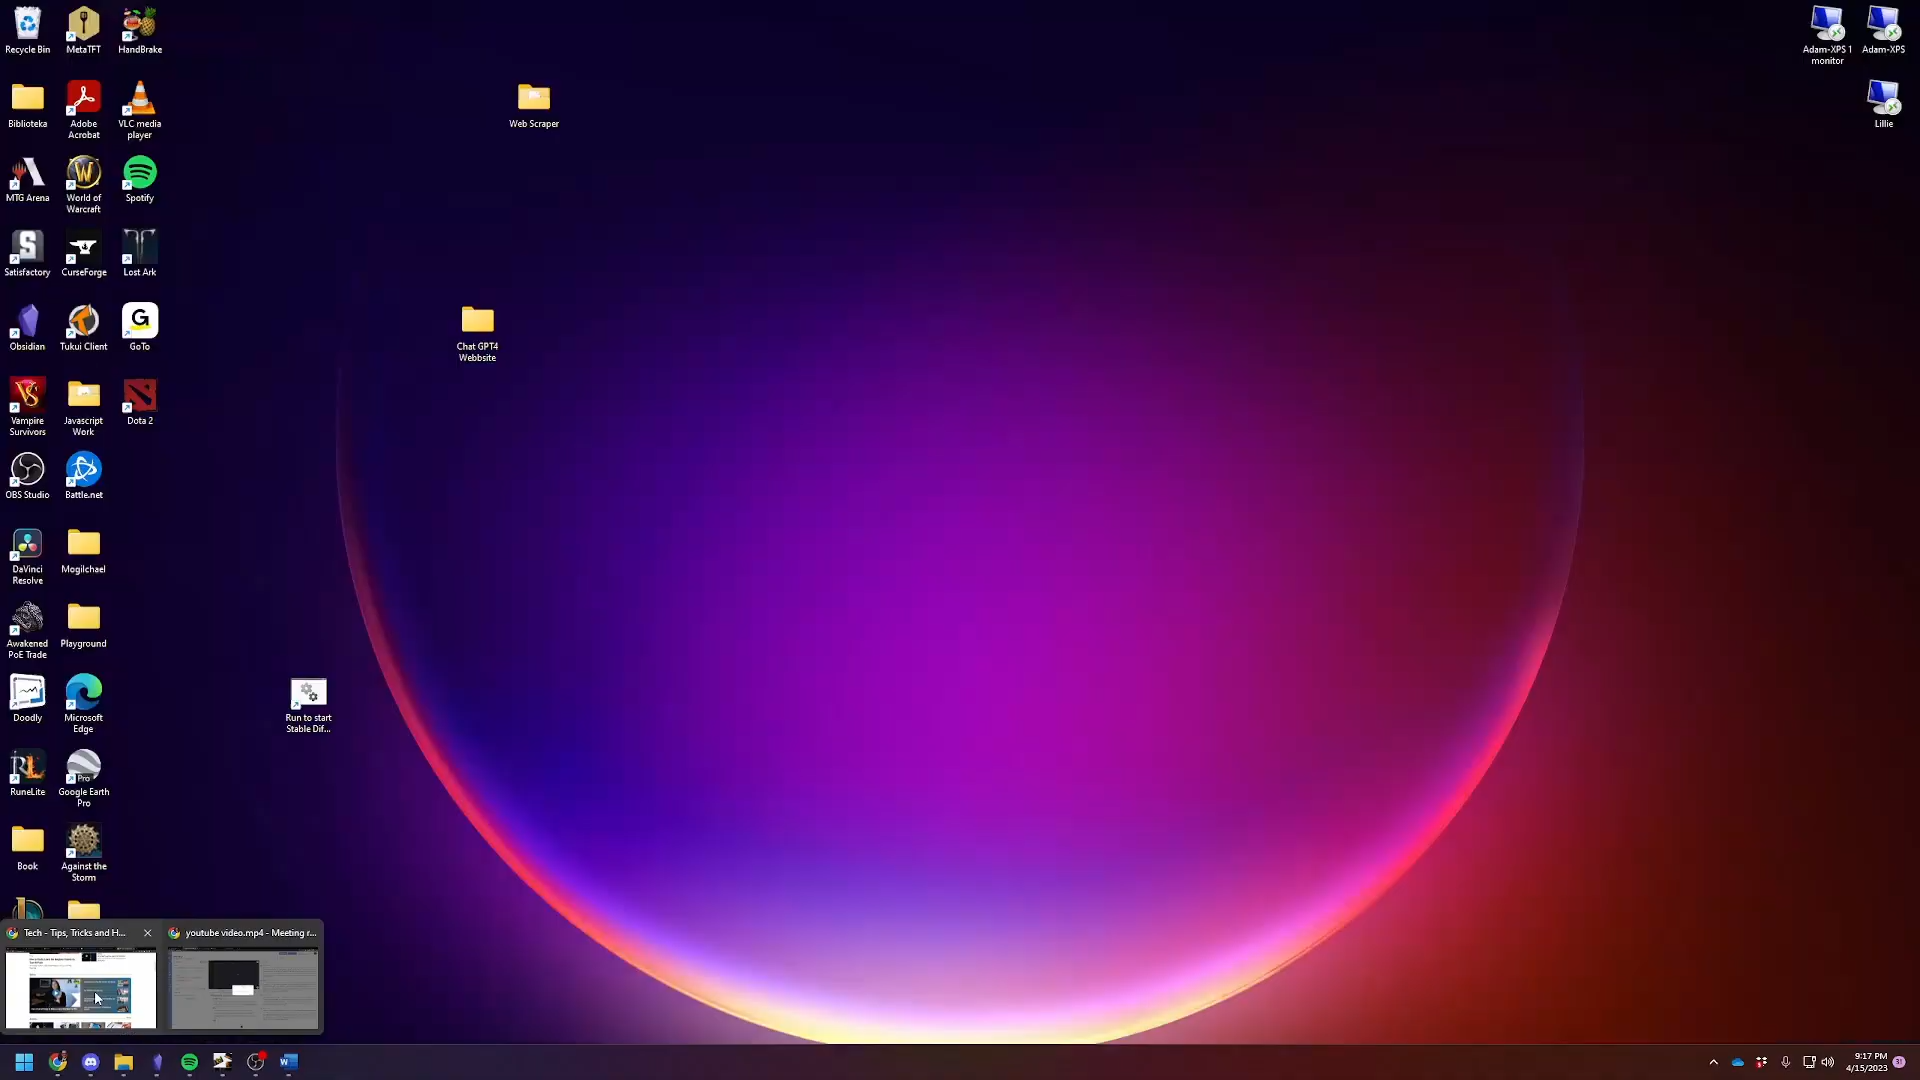 Recycle Bin
MetaTFT
HandBrake
Biblioteka
Adobe
Acrobat
VLC media
player
MTG Arena
World of
Warcraft
Spotify
Satisfactory
CurseForge
Lost Ark
Obsidian
Tukui Client
G
GoTo
Vampire
Survivors
Javascript
Work
Dota 2
OBS Studio
Battle.net
DaVinci
Resolve
Mogilchael
Awakened
PoE Trade
Playground
Doodly
Microsoft
Edge
RuneLite
Pro
Google Earth
Pro
Book
Against the
Storm
Web Scraper
Chat GPT4
Webbsite
Run to start
Stable Dif...
Adam-XPS 1
monitor
Adam-XPS
Lillie
Tech - Tips, Tricks and H...
youtube video.mp4 - Meeting r...
9:17 PM
4/15/2023
31